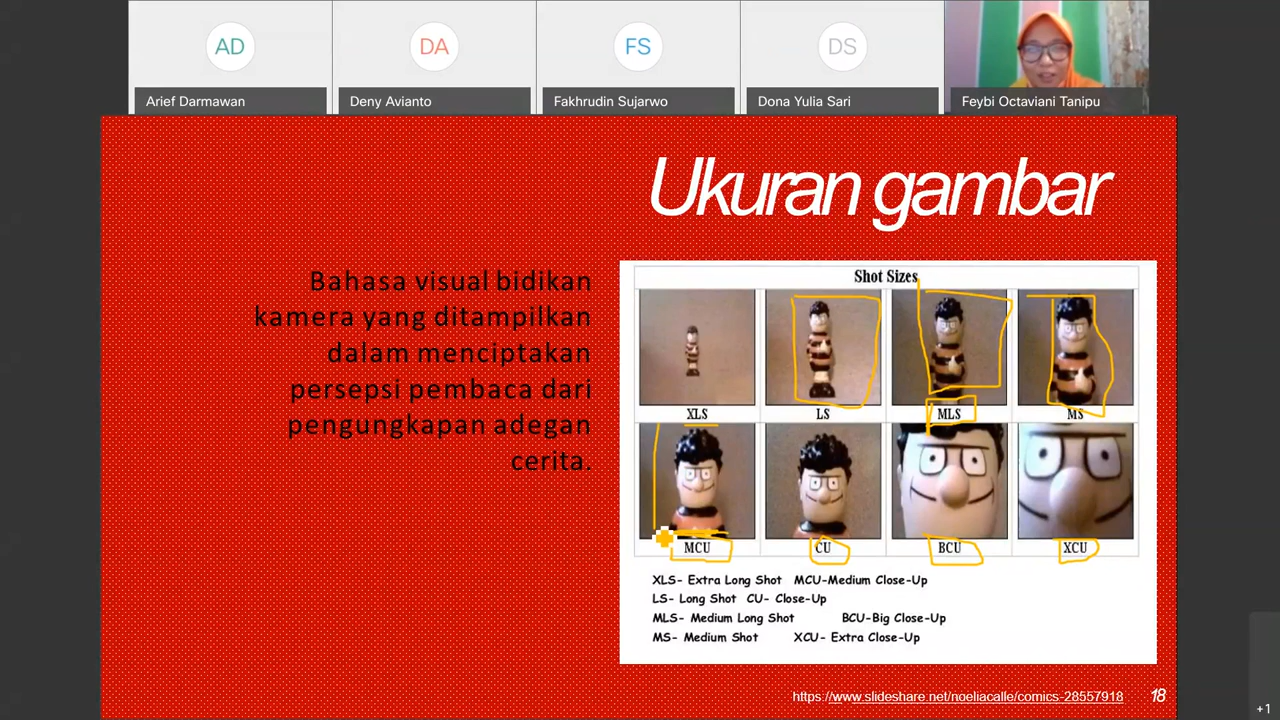 AD
DA
FS
DS
Arief Darmawan
Deny Avianto
Fakhrudin Sujarwo
Dona Yulia Sari
Feybi Octaviani Tanipu
Ukuran gambar
Bahasa visual bidikan
kamera yang ditampilkan
dalam menciptakan
persepsi pembaca dari
pengungkapan adegan
cerita.
Shot Sizes
XLS
LS
MLS
MS
MCU
CU
BCU
XCU
XLS- Extra Long Shot MCU-Medium Close-Up
LS- Long Shot CU- Close-Up
MLS- Medium Long Shot BCU-Big Close-Up
MS- Medium Shot XCU- Extra Close-Up
https://www.slideshare.net/noeliacalle/comics-28557918
18
+1